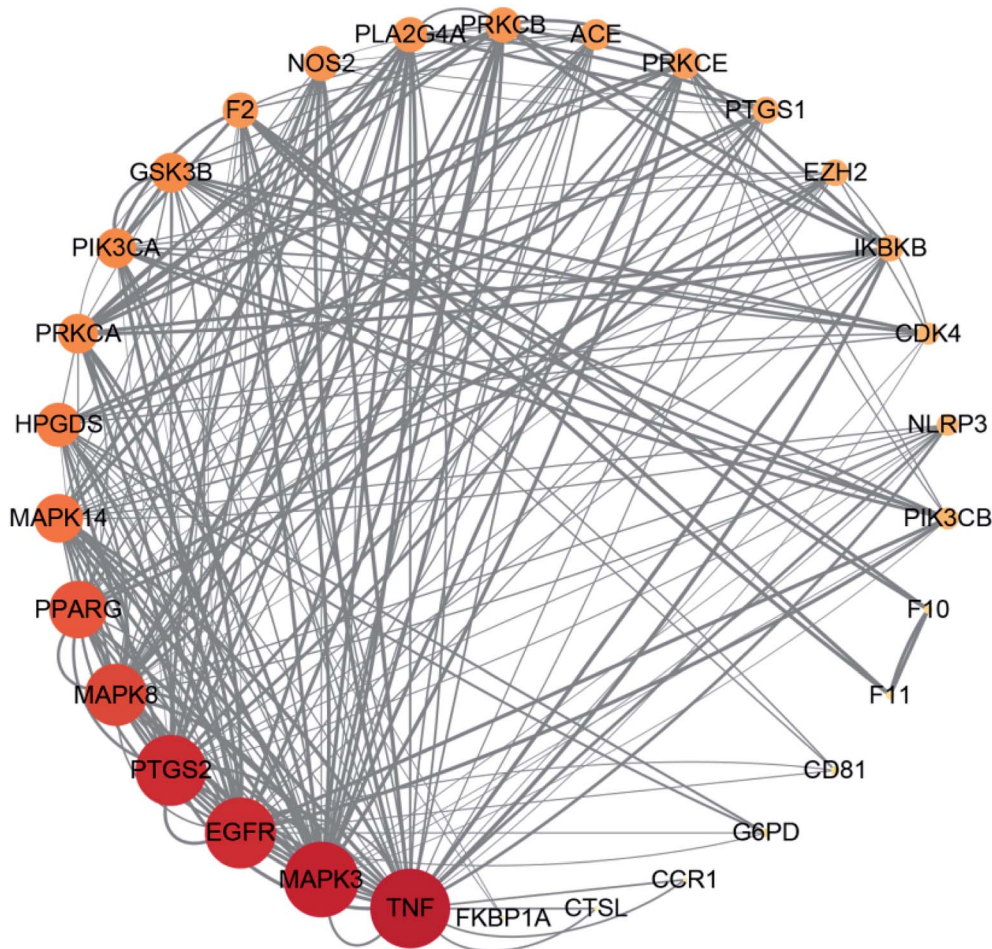 PLA2G4A
PRKCB
ACE
NOS2
PRKCE
F2
PTGS1
GSK3B
EZH2
PIK3CA
IKBKB
PRKCA
CDK4
HPGDS
NLRP3
MAPK14
PIK3CB
PPARG
F10
MAPK8
F11
PTGS2
CD81
EGFR
G6PD
MAPK3
CCR1
TNF
FKBP1A
CTSL